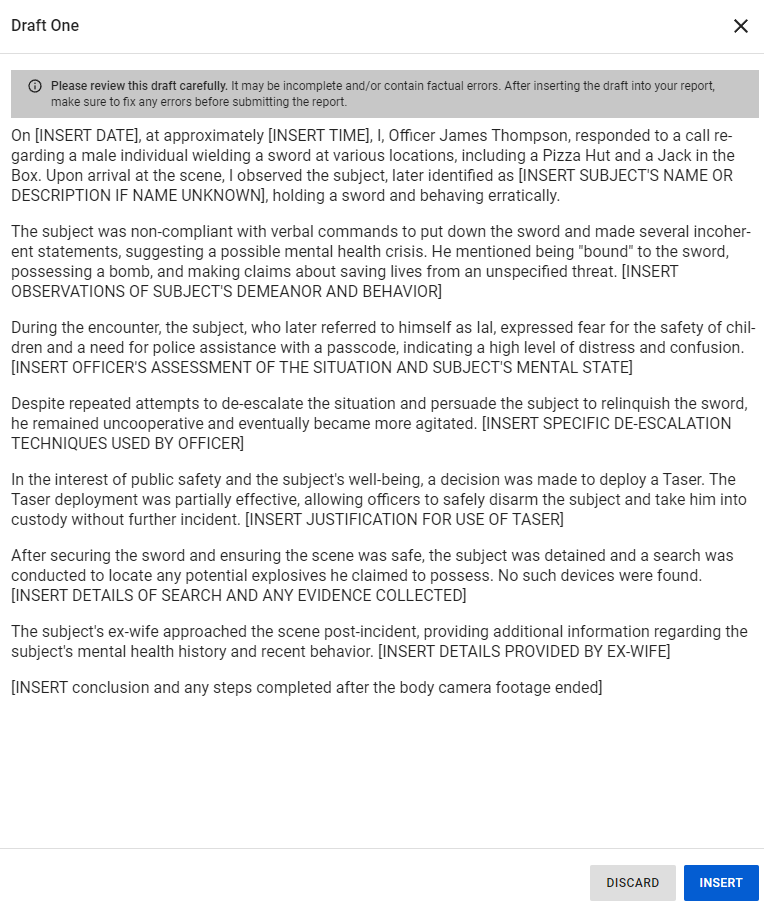 Draft One
Please review this draft carefully. It may be incomplete and/or contain factual errors. After inserting the draft into your report,
make sure to fix any errors before submitting the report.
On [INSERT DATE], at approximately [INSERT TIME], I, Officer James Thompson, responded to a call re-
garding a male individual wielding a sword at various locations, including a Pizza Hut and a Jack in the
Box. Upon arrival at the scene, I observed the subject, later identified as [INSERT SUBJECT'S NAME OR
DESCRIPTION IF NAME UNKNOWN], holding a sword and behaving erratically.
The subject was non-compliant with verbal commands to put down the sword and made several incoher-
ent statements, suggesting a possible mental health crisis. He mentioned being "bound" to the sword,
possessing a bomb, and making claims about saving lives from an unspecified threat. [INSERT
OBSERVATIONS OF SUBJECT'S DEMEANOR AND BEHAVIOR]
During the encounter, the subject, who later referred to himself as Ial, expressed fear for the safety of chil-
dren and a need for police assistance with a passcode, indicating a high level of distress and confusion.
[INSERT OFFICER'S ASSESSMENT OF THE SITUATION AND SUBJECT'S MENTAL STATE]
Despite repeated attempts to de-escalate the situation and persuade the subject to relinquish the sword,
he remained uncooperative and eventually became more agitated. [INSERT SPECIFIC DE-ESCALATION
TECHNIQUES USED BY OFFICER]
In the interest of public safety and the subject's well-being, a decision was made to deploy a Taser. The
Taser deployment was partially effective, allowing officers to safely disarm the subject and take him into
custody without further incident. [INSERT JUSTIFICATION FOR USE OF TASER]
After securing the sword and ensuring the scene was safe, the subject was detained and a search was
conducted to locate any potential explosives he claimed to possess. No such devices were found.
[INSERT DETAILS OF SEARCH AND ANY EVIDENCE COLLECTED]
The subject's ex-wife approached the scene post-incident, providing additional information regarding the
subject's mental health history and recent behavior. [INSERT DETAILS PROVIDED BY EX-WIFE]
[INSERT conclusion and any steps completed after the body camera footage ended]
DISCARD
INSERT